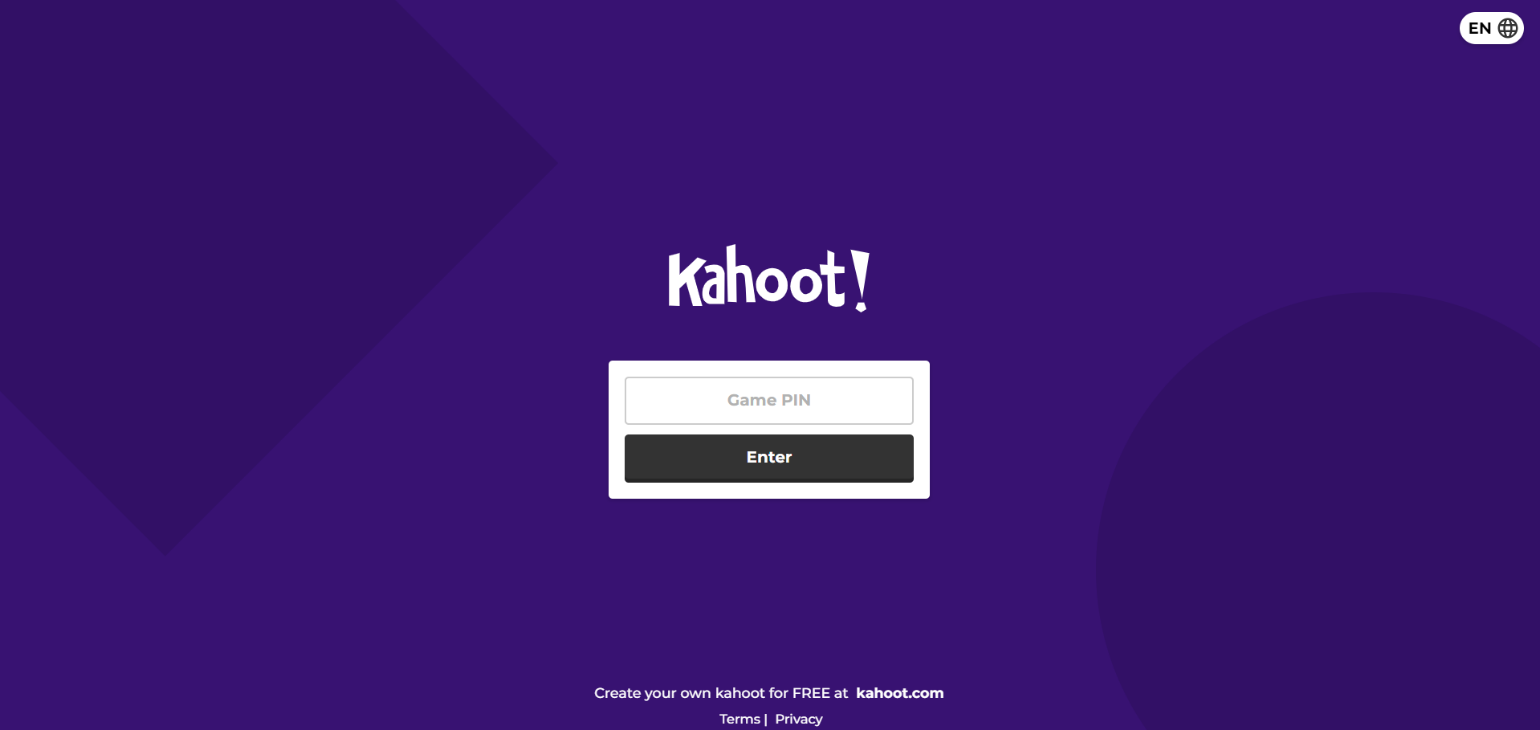 EN
Kahoot!
Game PIN
Enter
Create your own kahoot for FREE at kahoot.com
Terms | Privacy